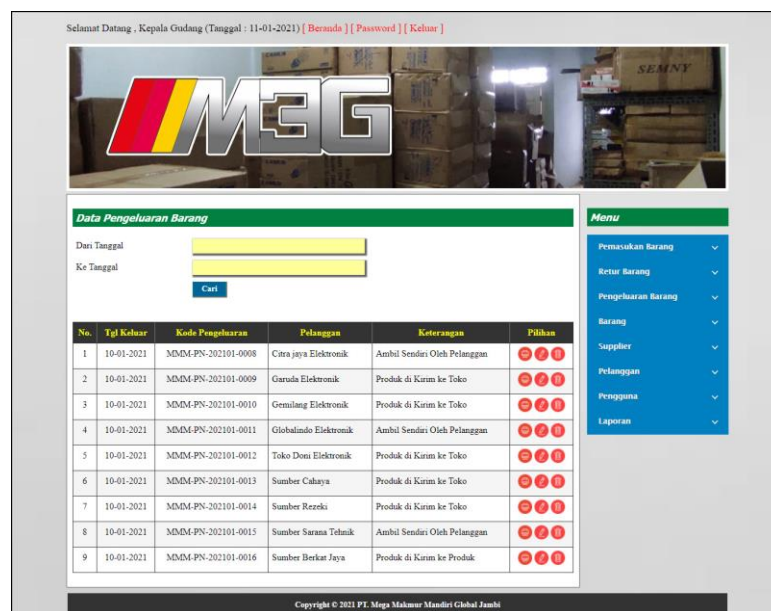 Selamat Datang , Kepala Gudang (Tanggal : 11-01-2021) [ Beranda ] [ Password ] [ Keluar ]
M3G
SEMNY
Data Pengeluaran Barang
Dari Tanggal
Ke Tanggal
Cari
No. Tgl Keluar Kode Pengeluaran Pelanggan Keterangan Pilihan
1 10-01-2021 MMM-PN-202101-0008 Citra jaya Elektronik Ambil Sendiri Oleh Pelanggan
2 10-01-2021 MMM-PN-202101-0009 Garuda Elektronik Produk di Kirim ke Toko
3 10-01-2021 MMM-PN-202101-0010 Gemilang Elektronik Produk di Kirim ke Toko
4 10-01-2021 MMM-PN-202101-0011 Globalindo Elektronik Ambil Sendiri Oleh Pelanggan
5 10-01-2021 MMM-PN-202101-0012 Toko Doni Elektronik Produk di Kirim ke Toko
6 10-01-2021 MMM-PN-202101-0013 Sumber Cahaya Produk di Kirim ke Toko
7 10-01-2021 MMM-PN-202101-0014 Sumber Rezeki Produk di Kirim ke Toko
8 10-01-2021 MMM-PN-202101-0015 Sumber Sarana Tehnik Ambil Sendiri Oleh Pelanggan
9 10-01-2021 MMM-PN-202101-0016 Sumber Berkat Jaya Produk di Kirim ke Produk
Menu
Pemasukan Barang
Retur Barang
Pengeluaran Barang
Barang
Supplier
Pelanggan
Pengguna
Laporan
Copyright © 2021 PT. Mega Makmur Mandiri Global Jambi